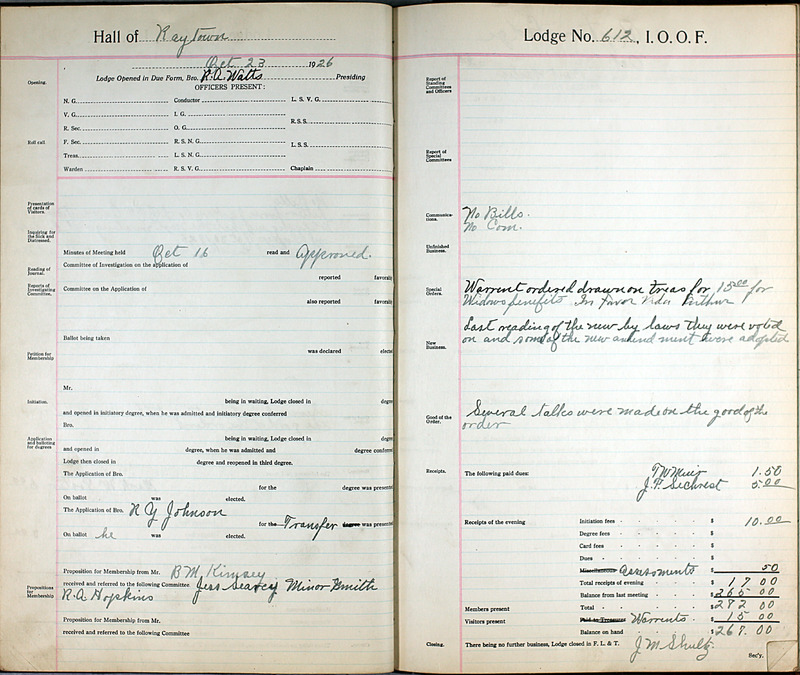 Hall of Raytown
Oct 23 1926
Opening.
Lodge Opened in Due Form, Bro. R.A. Watts Presiding
OFFICERS PRESENT:
N. G. Conductor L. S. V. G.
V. G. I. G.
R.S.S.
R. Sec. O. G.
Roll call
F. Sec. R. S. N. G.
L. S. S.
Treas. L. S. N. G.
Warden R. S. V. G. Chaplain
Presentation of cards of Visitors.
Inquiring for the Sick and Distressed.
Minutes of Meeting held Oct 16 read and Approved.
Reading of Journal.
Committee of Investigation on the application of
reported favorab
Reports of Investigating Committee.
Committee on the Application of
also reported favorab
Ballot being taken
was declared elected
Petition for Membership
Mr.
Initiation.
being in waiting, Lodge closed in degre
and opened in initiatory degree, when he was admitted and initiatory degree conferred
Bro.
Application and balloting for degrees
being in waiting, Lodge closed in degre
and opened in degree, when he was admitted and degree conferre
Lodge then closed in degree and reopened in third degree.
The Application of Bro.
for the degree was presente
On ballot was elected.
The Application of Bro. R Y Johnson
for the Transfer degree was presente
On ballot he was elected.
Proposition for Membership from Mr. B M Kimsey
Propositions for Membership
received and referred to the following Committee Jess Searcy Minor Smith
R.A Hopkins
Proposition for Membership from Mr.
received and referred to the following Committee
Lodge No. 612, I. O. O. F.
Report of Standing Committees and Officers
Report of Special Committees
Communications.
No Bills.
No Com.
Unfinished Business.
Special Orders.
Warrent ordered drawn on treas for 15.00 for
Widows benefits In Favor Arthur
New Business.
Last reading of the new by laws they were voted
on and some of the new amend ment were adopted
Good of the Order.
Several talks were made on the good of the
order
Receipts.
The following paid dues: T W Muir 1.50
J.F. Sechrest 5.00
Receipts of the evening Initiation fees $ 10.00
Degree fees $
Card fees $
Dues $
Miscellaneous Assessments $ 50
Total receipts of evening $ 17 00
Balance from last meeting $ 265 00
Members present Total $ 282 00
Visitors present Paid to Treasurer Warrents $ 15 00
Balance on hand $ 267.00
Closing.
There being no further business, Lodge closed in F. L. & T. J M Shultz Sec'y.